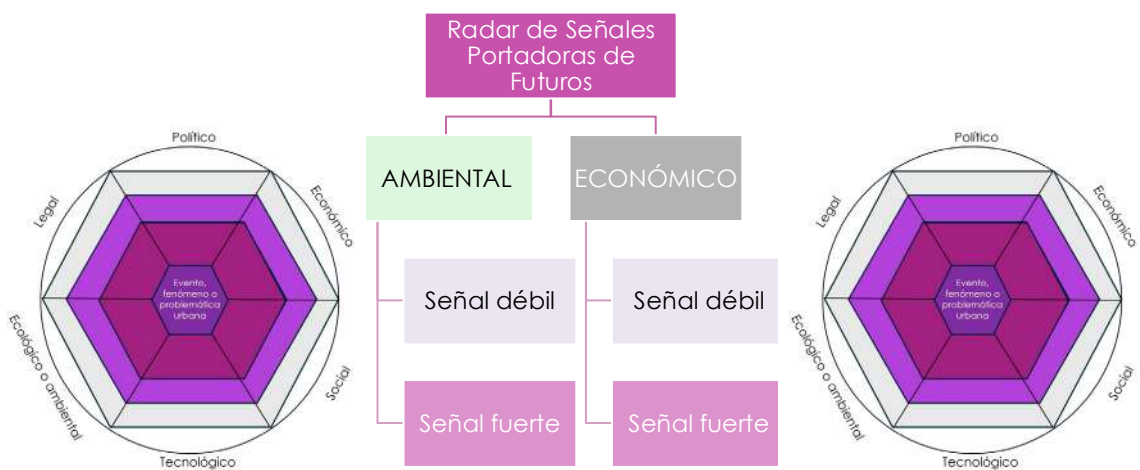 Radar de Señales
Portadoras de
Futuros
AMBIENTAL
ECONÓMICO
Señal débil
Señal débil
Señal fuerte
Señal fuerte
Político
Económico
Social
Tecnológico
Ecológico o ambiental
Legal
Evento,
fenómeno o
problemática
urbana
Político
Económico
Social
Tecnológico
Ecológico o ambiental
Legal
Evento,
fenómeno o
problemática
urbana